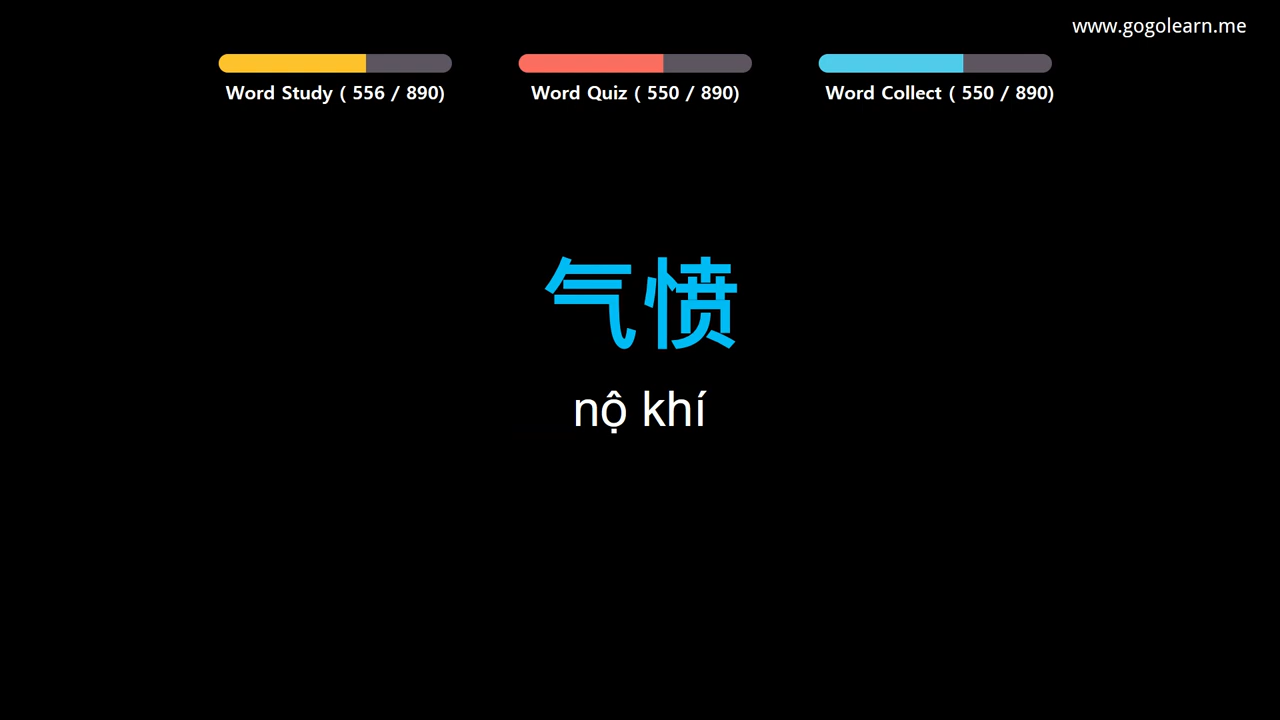 www.gogolearn.me
Word Study ( 556 / 890)
Word Quiz ( 550 / 890)
Word Collect ( 550 / 890)
气愤
nộ khí